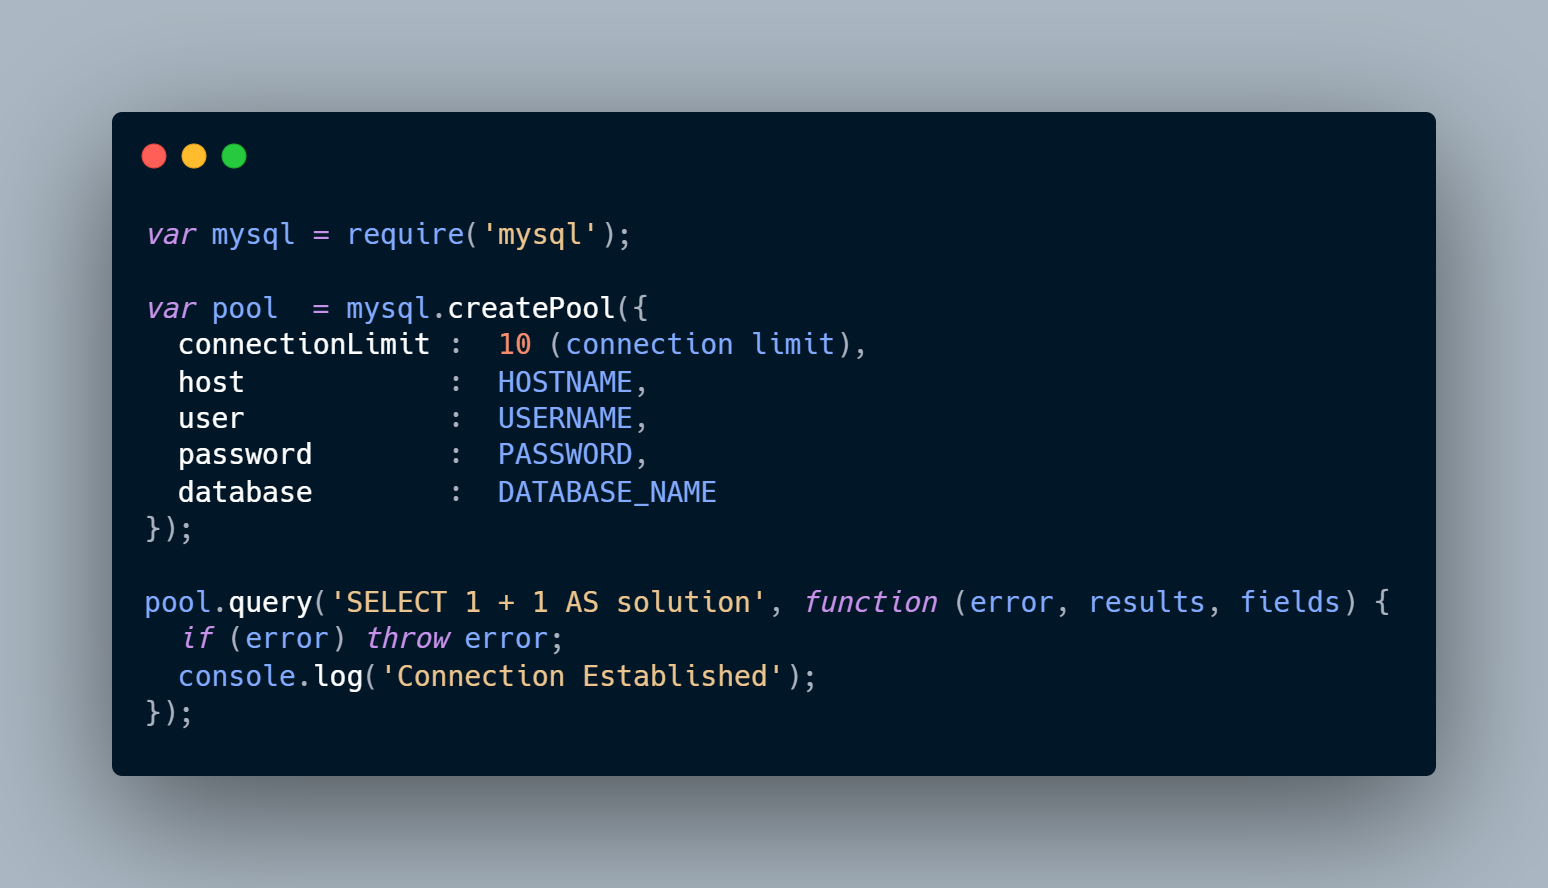 var mysql = require('mysql');

var pool  = mysql.createPool({
  connectionLimit :  10 (connection limit),
  host            :  HOSTNAME,
  user            :  USERNAME,
  password        :  PASSWORD,
  database        :  DATABASE_NAME
});

pool.query('SELECT 1 + 1 AS solution', function (error, results, fields) {
  if (error) throw error;
  console.log('Connection Established');
});